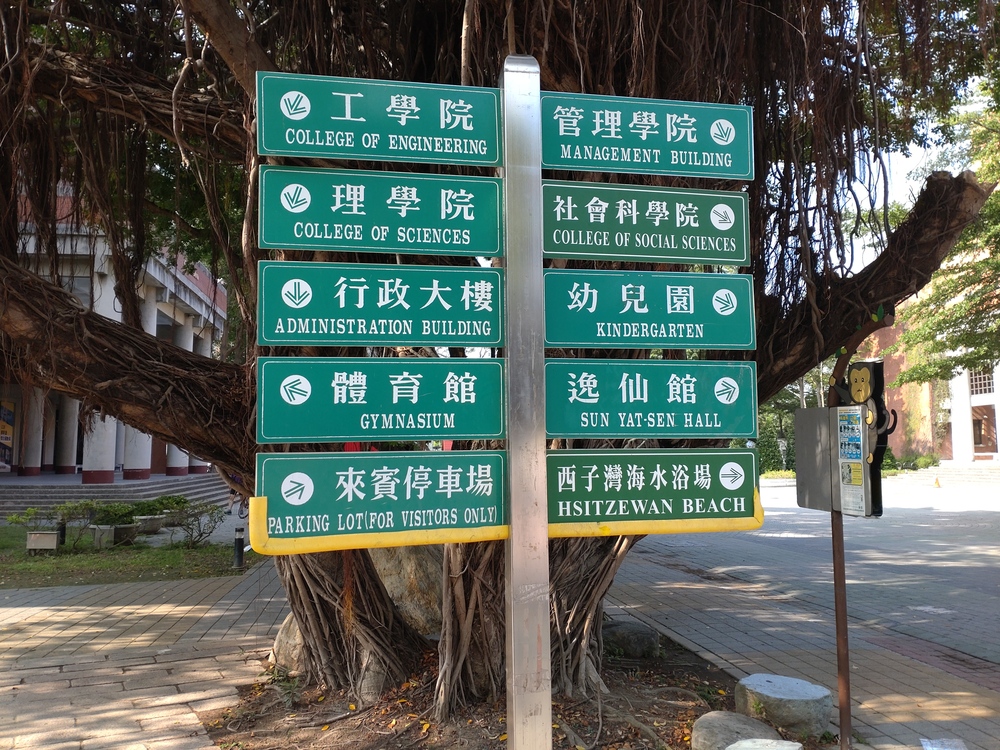 工學院
COLLEGE OF ENGINEERING
理學院
COLLEGE OF SCIENCES
行政大樓
ADMINISTRATION BUILDING
體育館
GYMNASIUM
來賓停車場
PARKING LOT(FOR VISITORS ONLY)
管理學院
MANAGEMENT BUILDING
社會科學院
COLLEGE OF SOCIAL SCIENCES
幼兒園
KINDERGARTEN
逸仙館
SUN YAT-SEN HALL
西子灣海水浴場
HSITZEWAN BEACH